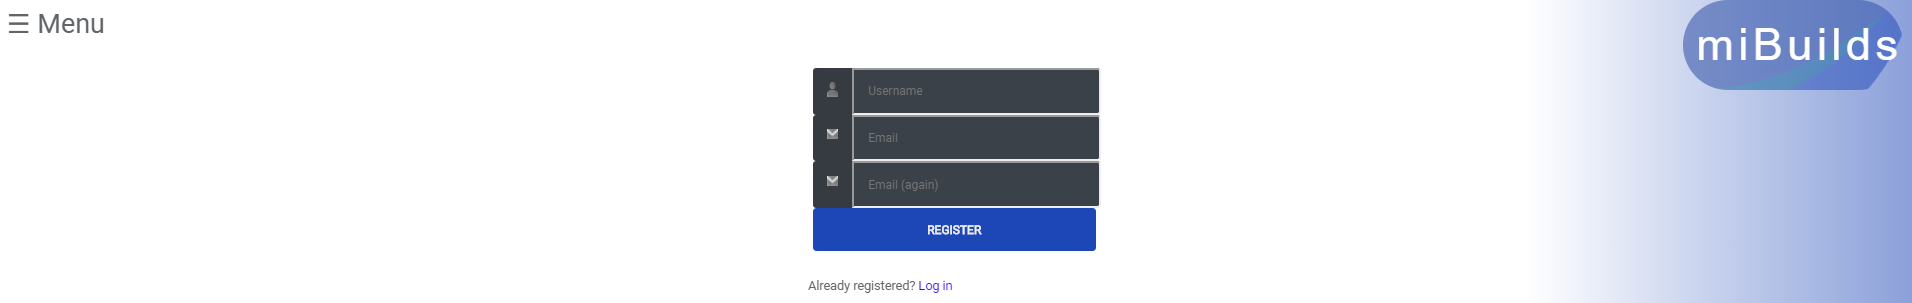 ☰ Menu
miBuilds
Username
Email
Email (again)
REGISTER
Already registered? Log in